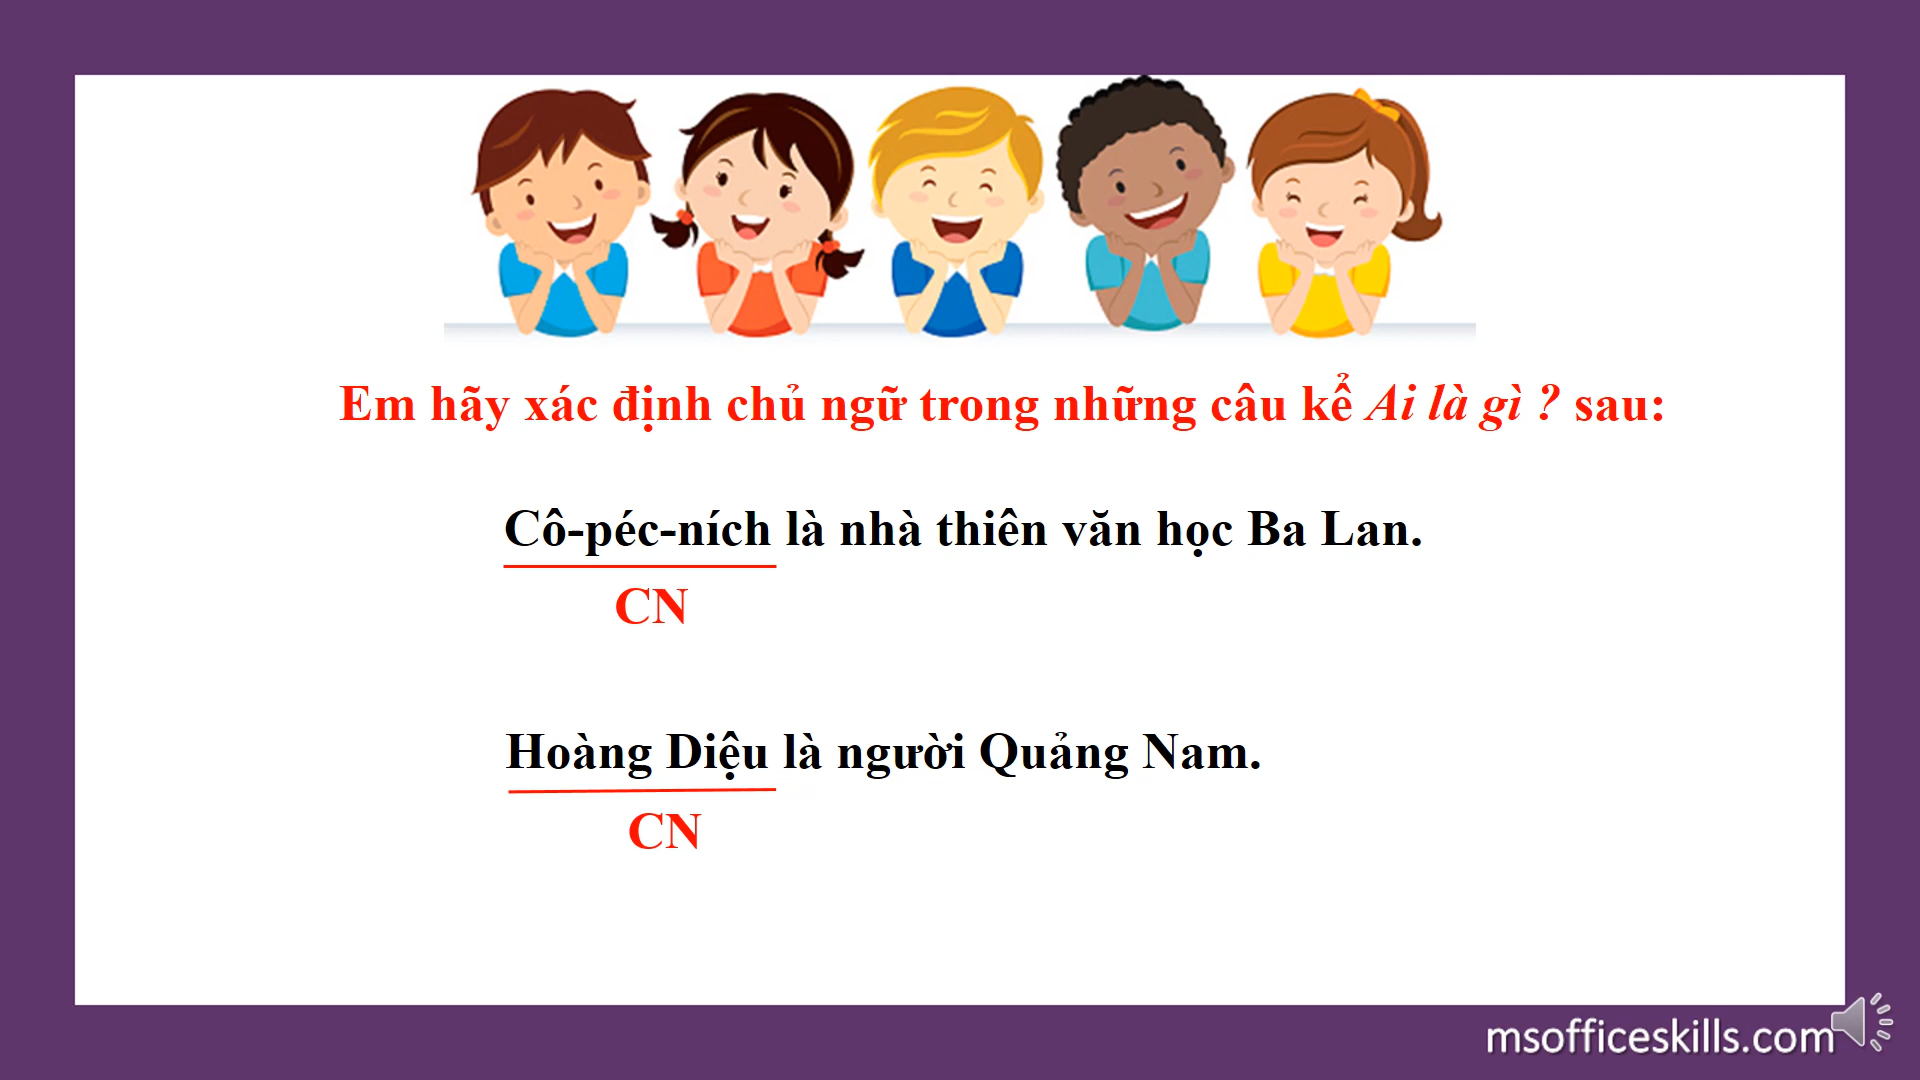 Em hãy xác định chủ ngữ trong những câu kể Ai là gì ? sau:
Cô-péc-ních là nhà thiên văn học Ba Lan.
CN
Hoàng Diệu là người Quảng Nam.
CN
msofficeskills.com